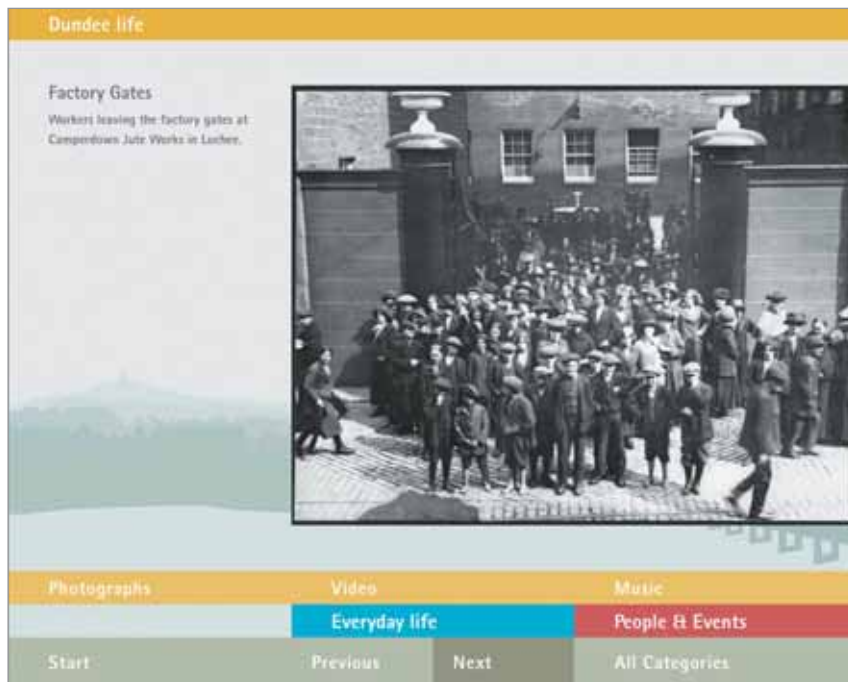 Dundee life
Factory Gates
Workers leaving the factory gates at
Camperdown Jute Works in Lochee.
Photographs
Video
Music
Everyday life
People & Events
Start
Previous
Next
All Categories